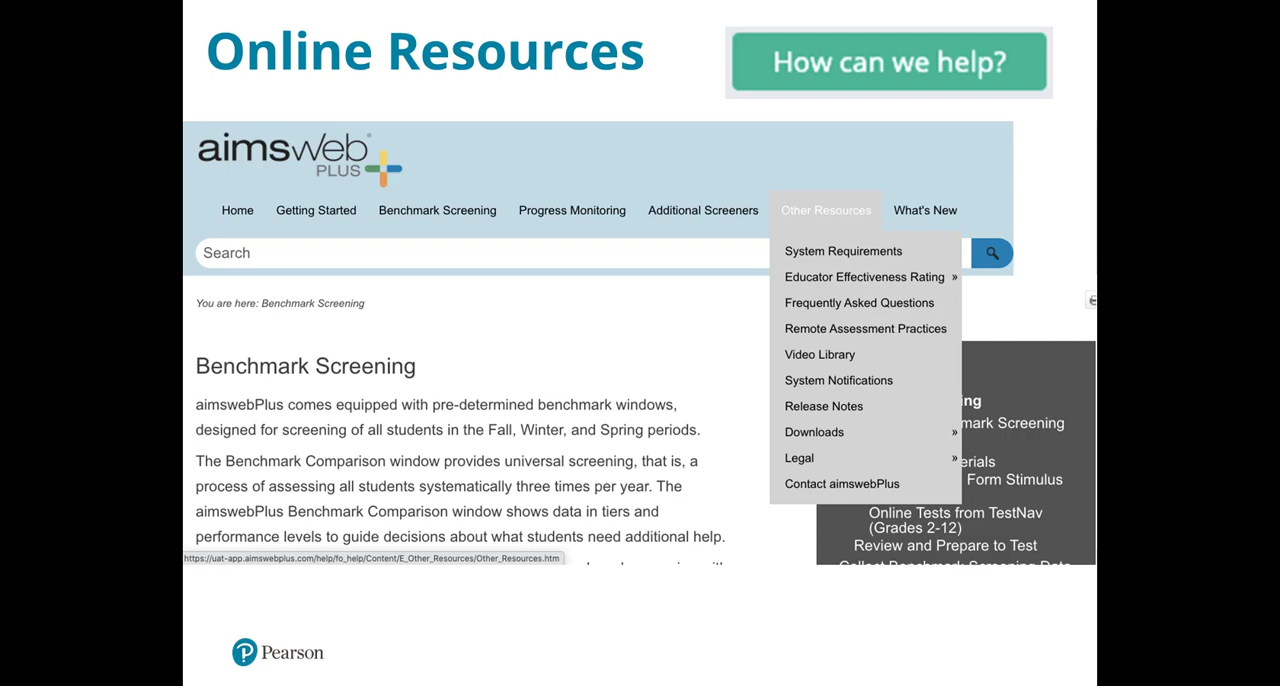 Online Resources
How can we help?
aimsweb
PLUS
Home Getting Started Benchmark Screening Progress Monitoring Additional Screeners Other Resources What's New
Search
System Requirements
Educator Effectiveness Rating »
Frequently Asked Questions
Remote Assessment Practices
Video Library
System Notifications
Release Notes
Downloads »
Legal »
Contact aimswebPlus
You are here: Benchmark Screening
Benchmark Screening
aimswebPlus comes equipped with pre-determined benchmark windows,
designed for screening of all students in the Fall, Winter, and Spring periods.
The Benchmark Comparison window provides universal screening, that is, a
process of assessing all students systematically three times per year. The
aimswebPlus Benchmark Comparison window shows data in tiers and
performance levels to guide decisions about what students need additional help.
https://uat-app.aimswebplus.com/help/fo_help/Content/E_Other_Resources/Other_Resources.htm
ing
mark Screening
erials
Form Stimulus
Online Tests from TestNav
(Grades 2-12)
Review and Prepare to Test
Collect Benchmark Screening Data
Pearson